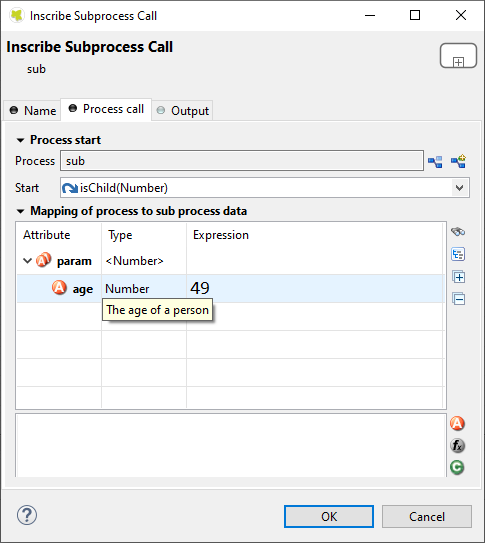 Inscribe Subprocess Call
Inscribe Subprocess Call
sub
Name Process call Output
Process start
Process sub
Start isChild(Number)
Mapping of process to sub process data
Attribute Type Expression
A param <Number>
A age Number 49
The age of a person
A
fx
C
? OK Cancel